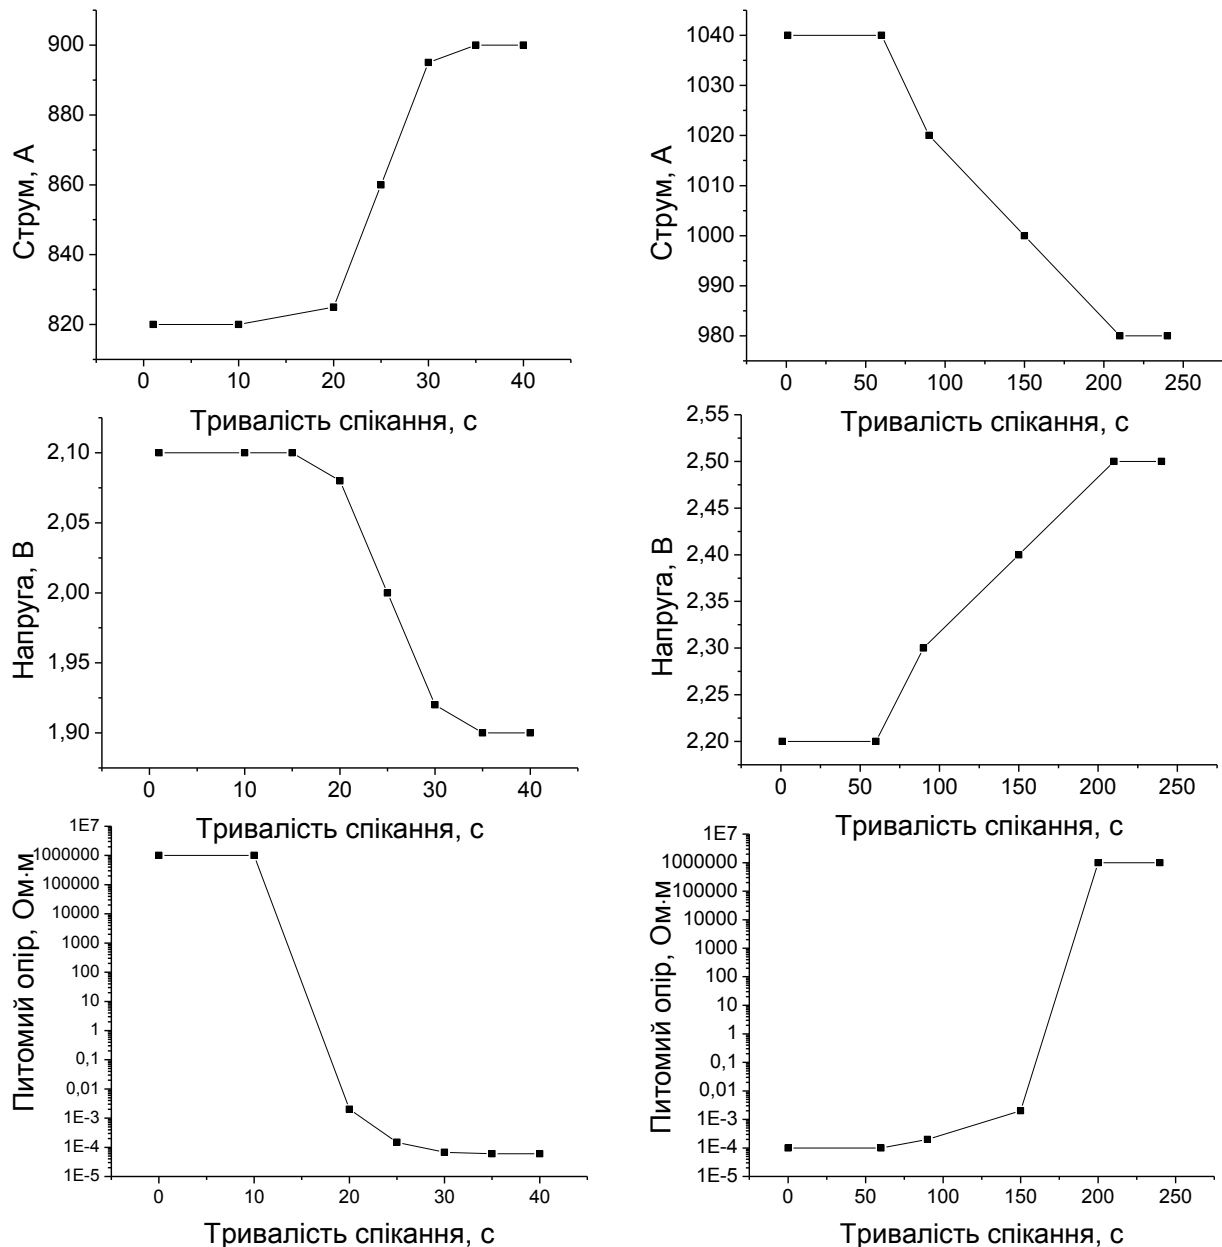 Струм, А
900
880
860
840
820
0 10 20 30 40
Тривалість спікання, с
Струм, А
1040
1030
1020
1010
1000
990
980
0 50 100 150 200 250
Тривалість спікання, с
Напруга, В
2,10
2,05
2,00
1,95
1,90
0 10 20 30 40
Тривалість спікання, с
Напруга, В
2,55
2,50
2,45
2,40
2,35
2,30
2,25
2,20
0 50 100 150 200 250
Тривалість спікання, с
Питомий опір, Ом·м
1E7
1000000
100000
10000
1000
100
10
1
0,1
0,01
1E-3
1E-4
1E-5
0 10 20 30 40
Тривалість спікання, с
Питомий опір, Ом·м
1E7
1000000
100000
10000
1000
100
10
1
0,1
0,01
1E-3
1E-4
1E-5
0 50 100 150 200 250
Тривалість спікання, с